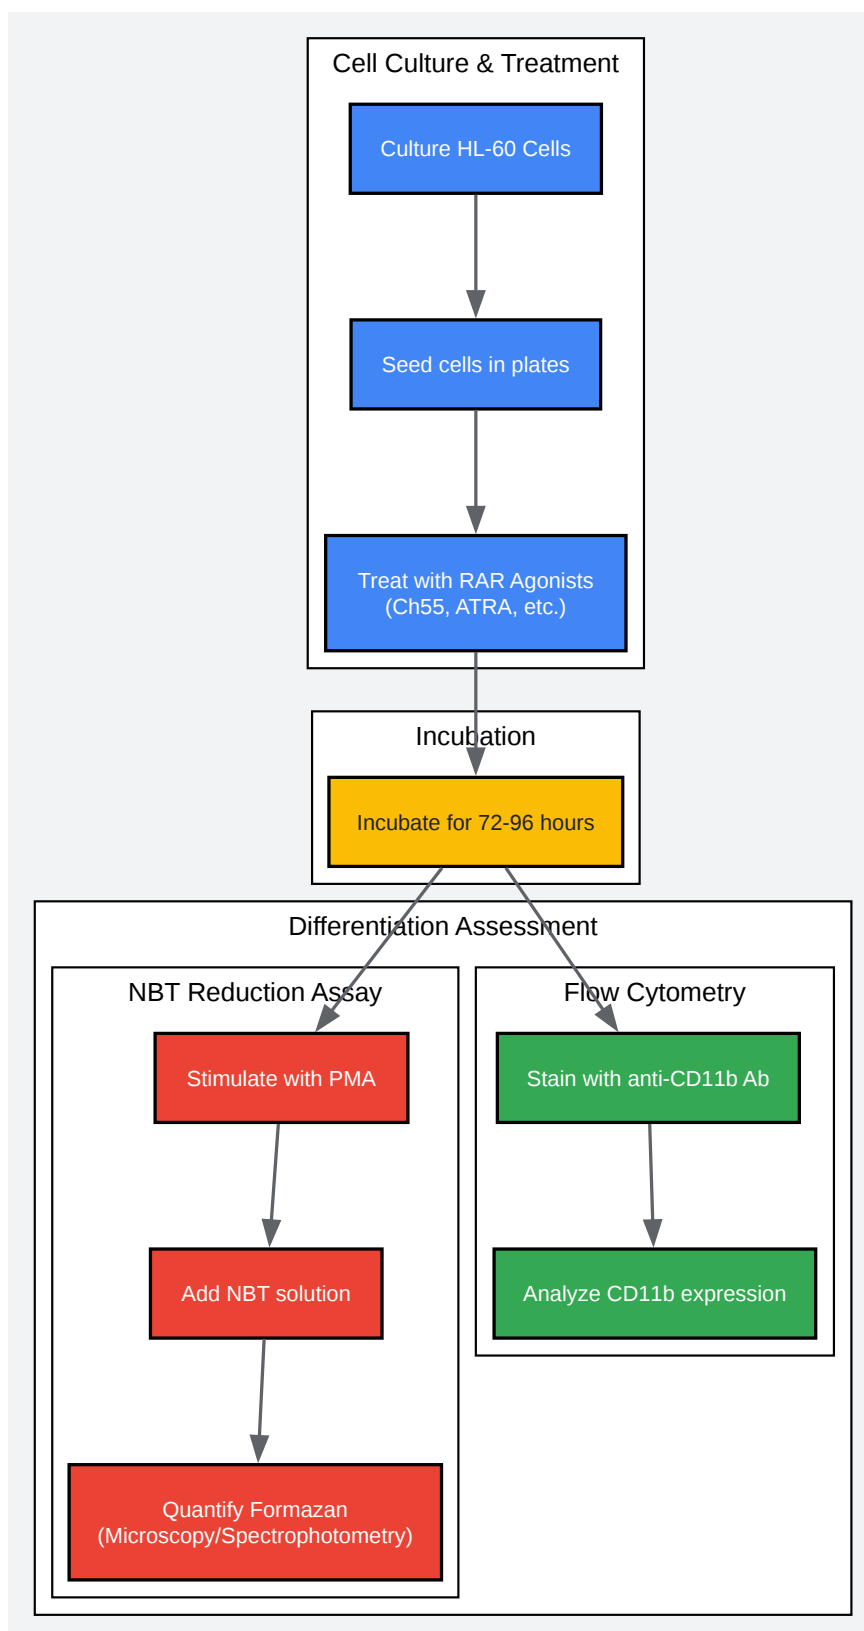 Cell Culture & Treatment
Culture HL-60 Cells
Seed cells in plates
Treat with RAR Agonists
(Ch55, ATRA, etc.)
Incubation
Incubate for 72-96 hours
Differentiation Assessment
NBT Reduction Assay
Stimulate with PMA
Add NBT solution
Quantify Formazan
(Microscopy/Spectrophotometry)
Flow Cytometry
Stain with anti-CD11b Ab
Analyze CD11b expression